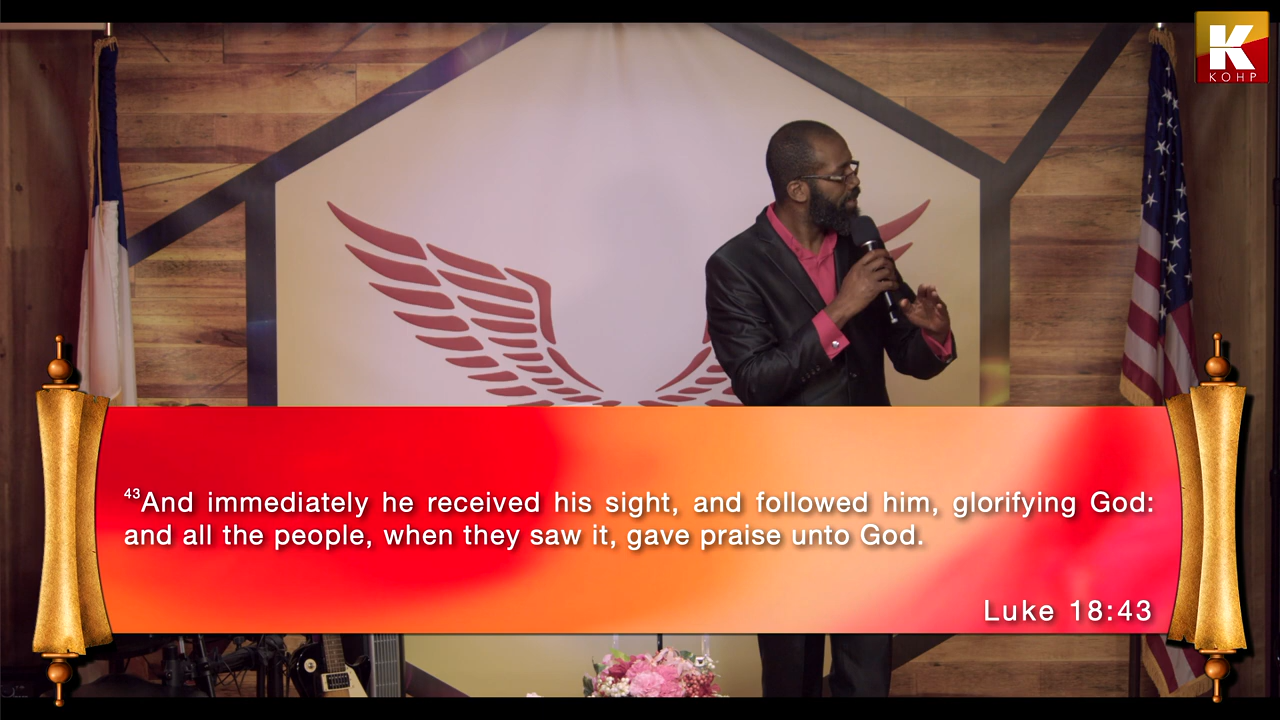 K
KOHP
⁴³And immediately he received his sight, and followed him, glorifying God:
and all the people, when they saw it, gave praise unto God.
Luke 18:43